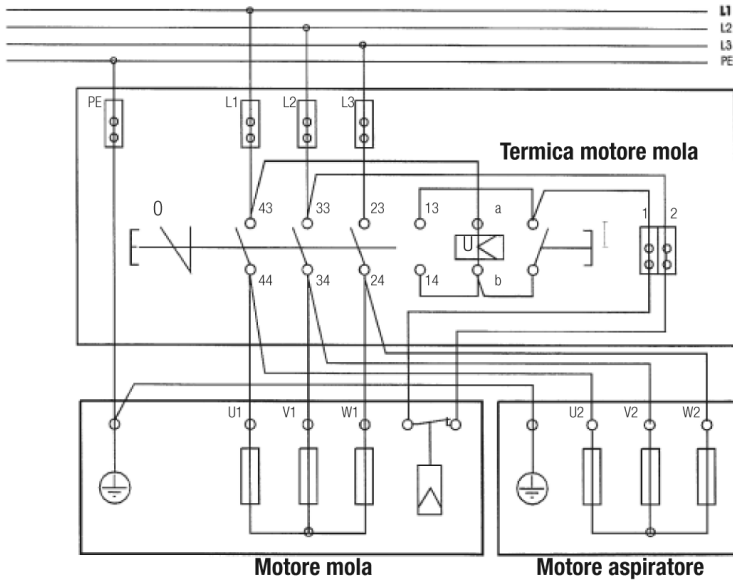 L1
L2
L3
PE
PE L1 L2 L3
Termica motore mola
0 43 33 23 13 a I 1 2
U
44 34 24 14 b
U1 V1 W1 U2 V2 W2
t
Motore mola Motore aspiratore